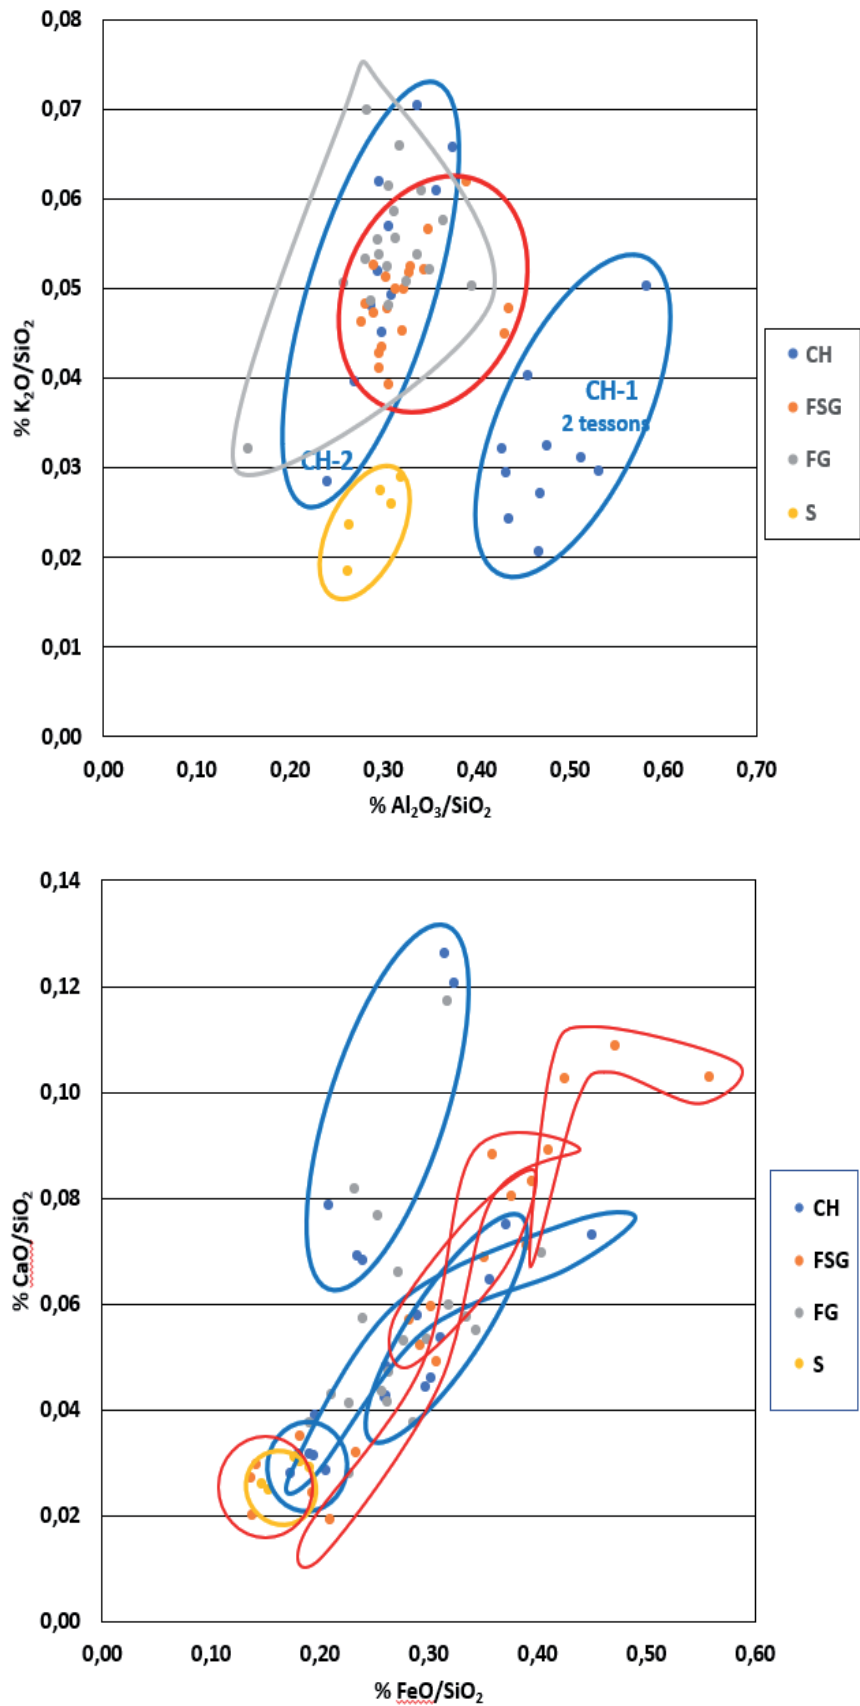 0,08
0,07
0,06
0,05
0,04
0,03
0,02
0,01
0,00
% K₂O/SiO₂
CH-1
2 tessons
CH-2
0,00 0,10 0,20 0,30 0,40 0,50 0,60 0,70
% Al₂O₃/SiO₂
CH
FSG
FG
S
0,14
0,12
0,10
0,08
0,06
0,04
0,02
0,00
% CaO/SiO₂
0,00 0,10 0,20 0,30 0,40 0,50 0,60
% FeO/SiO₂
CH
FSG
FG
S